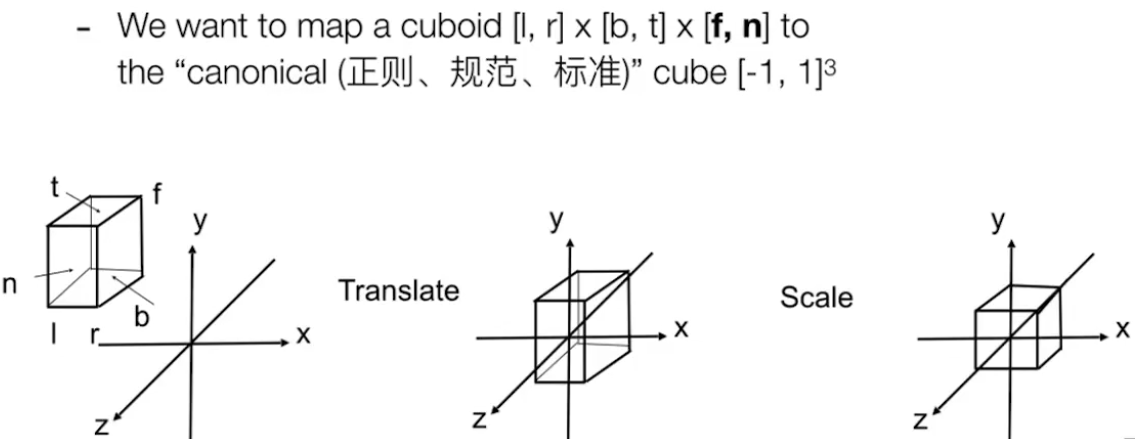 - We want to map a cuboid [l, r] x [b, t] x [f, n] to
the “canonical (正则、规范、标准)” cube [-1, 1]³
t
f
y
y
y
n
Translate
Scale
b
l
r
x
x
x
z
z
z